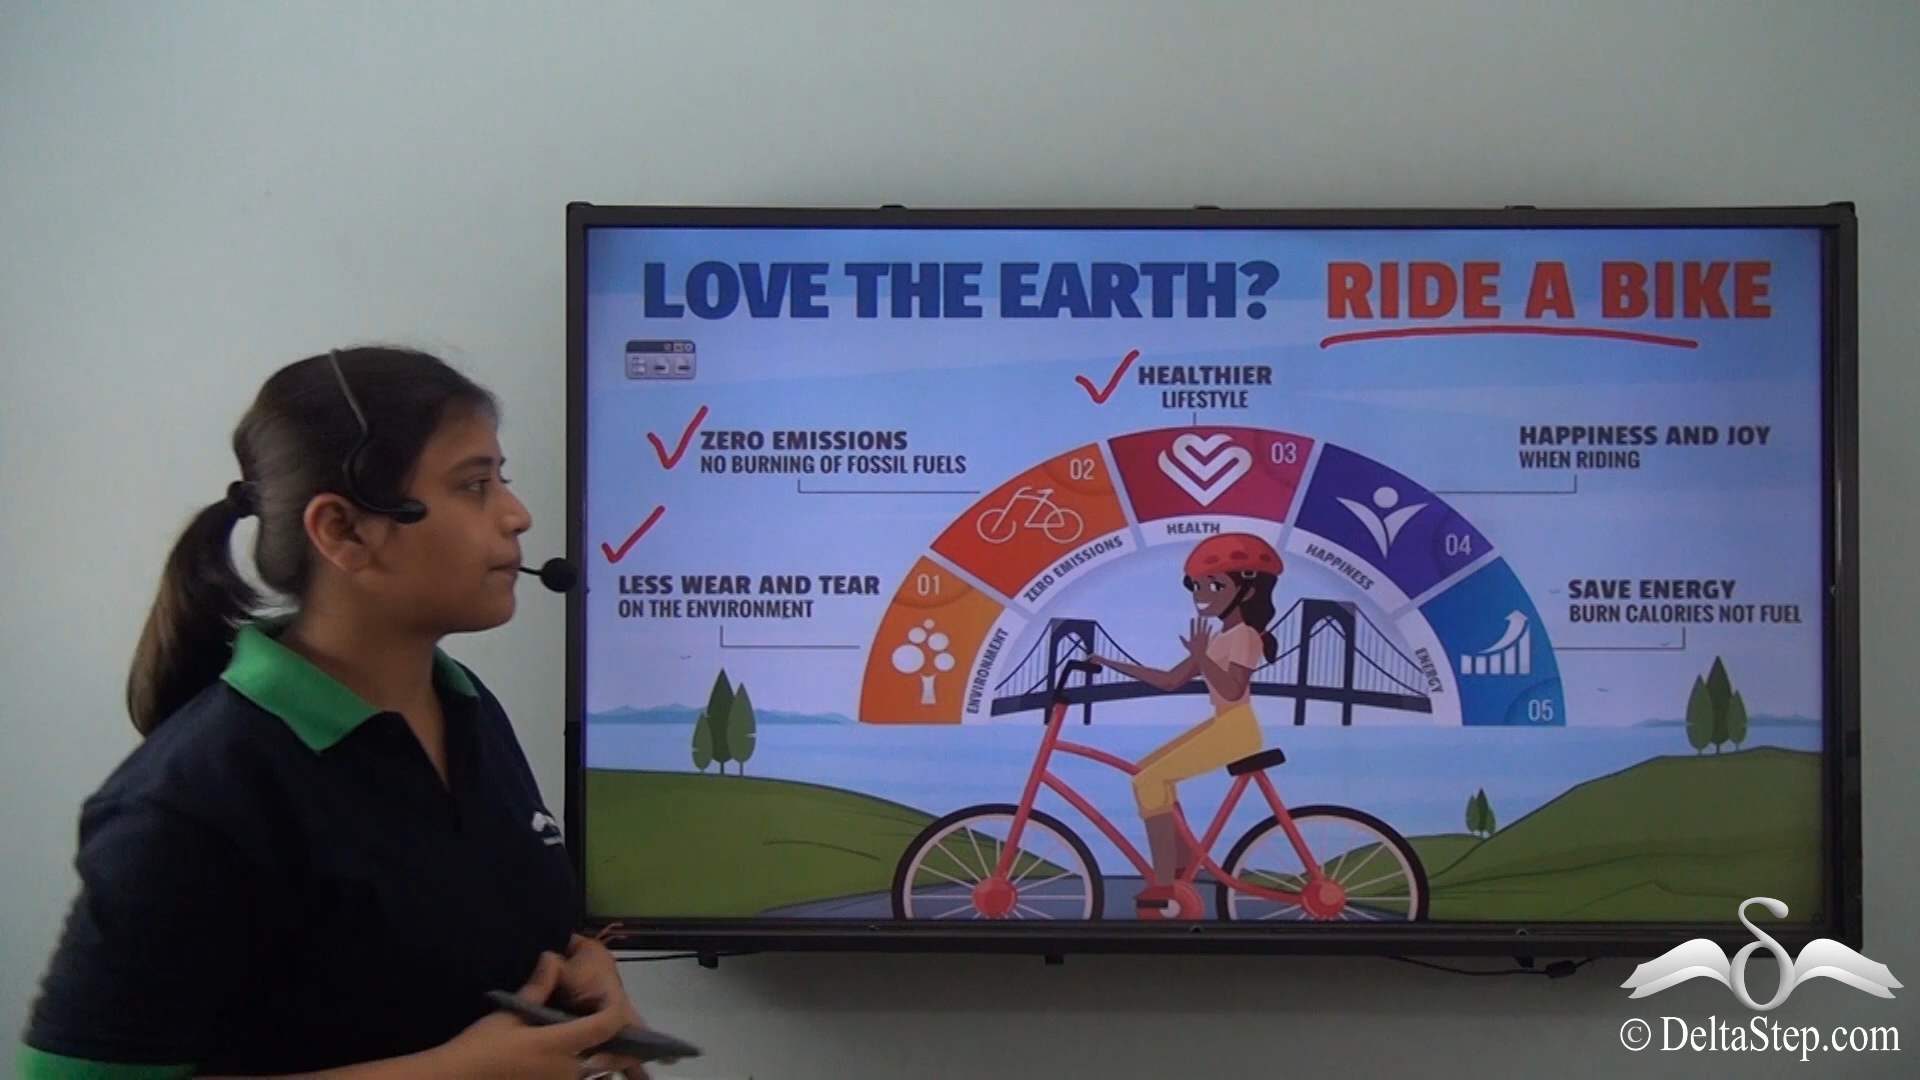 LOVE THE EARTH? RIDE A BIKE
HEALTHIER
LIFESTYLE
ZERO EMISSIONS
NO BURNING OF FOSSIL FUELS
HAPPINESS AND JOY
WHEN RIDING
LESS WEAR AND TEAR
ON THE ENVIRONMENT
SAVE ENERGY
BURN CALORIES NOT FUEL
01
ENVIRONMENT
02
ZERO EMISSIONS
03
HEALTH
04
HAPPINESS
05
ENERGY
© DeltaStep.com